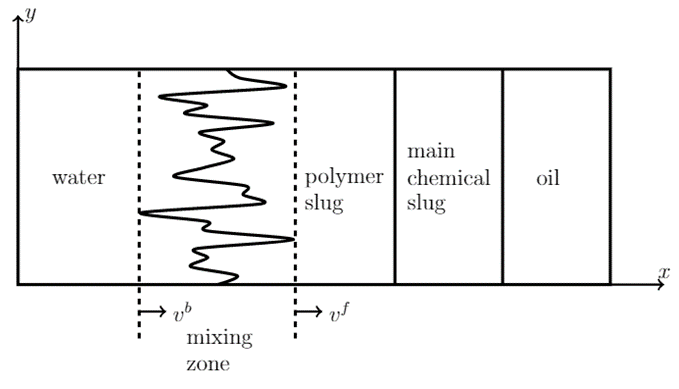 y
water
polymer
slug
main
chemical
slug
oil
x
v^b
v^f
mixing
zone